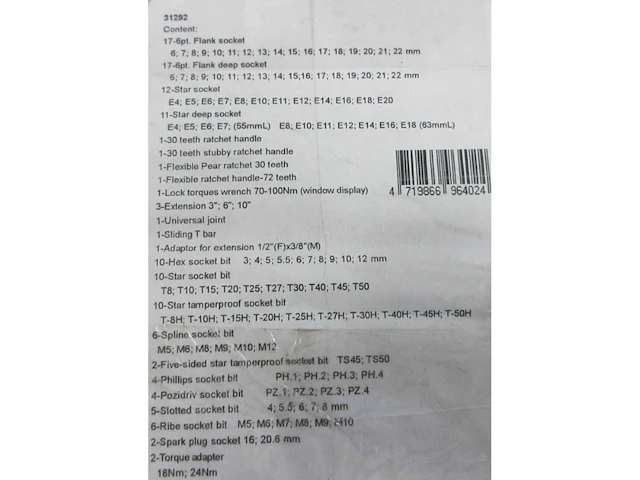 31292
Content:
17-6pt. Flank socket
6; 7; 8; 9; 10; 11; 12; 13; 14; 15; 16; 17; 18; 19; 20; 21; 22 mm
17-6pt. Flank deep socket
6; 7; 8; 9; 10; 11; 12; 13; 14; 15;16; 17; 18; 19; 20; 21; 22 mm
12-Star socket
E4; E5; E6; E7; E8; E10; E11; E12; E14; E16; E18; E20
11-Star deep socket
E4; E5; E6; E7; (55mmL) E8; E10; E11; E12; E14; E16; E18 (63mmL)
1-30 teeth ratchet handle
1-30 teeth stubby ratchet handle
1-Flexible Pear ratchet 30 teeth
1-Flexible ratchet handle-72 teeth
1-Lock torques wrench 70-100Nm (window display)
4 719866 964024
3-Extension 3"; 6"; 10"
1-Universal joint
1-Sliding T bar
1-Adaptor for extension 1/2"(F)x3/8"(M)
10-Hex socket bit 3; 4; 5; 5.5; 6; 7; 8; 9; 10; 12 mm
10-Star socket bit
T8; T10; T15; T20; T25; T27; T30; T40; T45; T50
10-Star tamperproof socket bit
T-8H; T-10H; T-15H; T-20H; T-25H; T-27H; T-30H; T-40H; T-45H; T-50H
6-Spline socket bit
M5; M6; M8; M9; M10; M12
2-Five-sided star tamperproof socket bit TS45; TS50
4-Phillips socket bit PH.1; PH.2; PH.3; PH.4
4-Pozidriv socket bit PZ.1; PZ.2; PZ.3; PZ.4
5-Slotted socket bit 4; 5.5; 6; 7; 8 mm
6-Ribe socket bit M5; M6; M7; M8; M9; M10
2-Spark plug socket 16; 20.6 mm
2-Torque adapter
18Nm; 24Nm